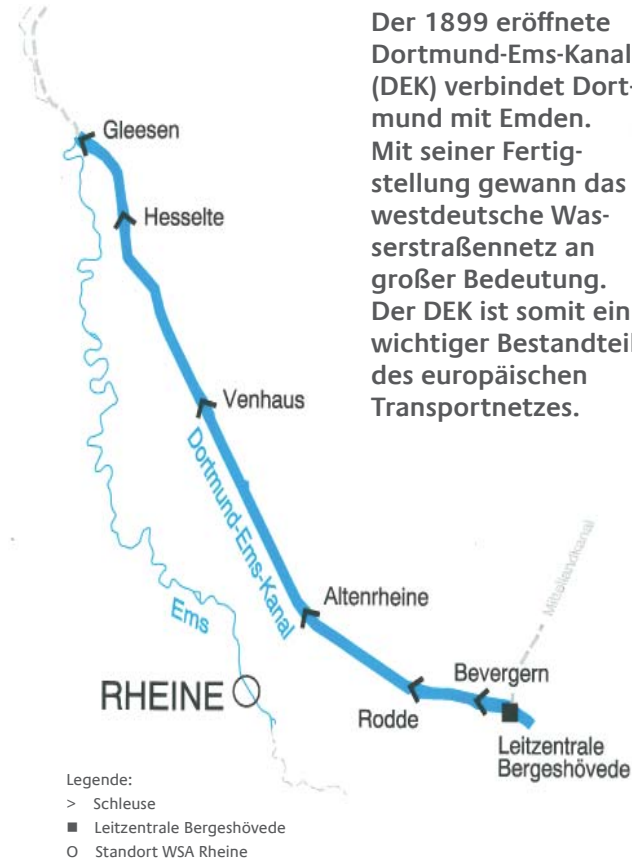 Der 1899 eröffnete
Dortmund-Ems-Kanal
(DEK) verbindet Dort-
mund mit Emden.
Mit seiner Fertig-
stellung gewann das
westdeutsche Was-
serstraßennetz an
großer Bedeutung.
Der DEK ist somit ein
wichtiger Bestandteil
des europäischen
Transportnetzes.
Gleesen
Hesselte
Venhaus
Dortmund-Ems-Kanal
Altenrheine
Mittellandkanal
Ems
RHEINE
Bevergern
Rodde
Leitzentrale
Bergeshövede
Legende:
> Schleuse
■ Leitzentrale Bergeshövede
O Standort WSA Rheine